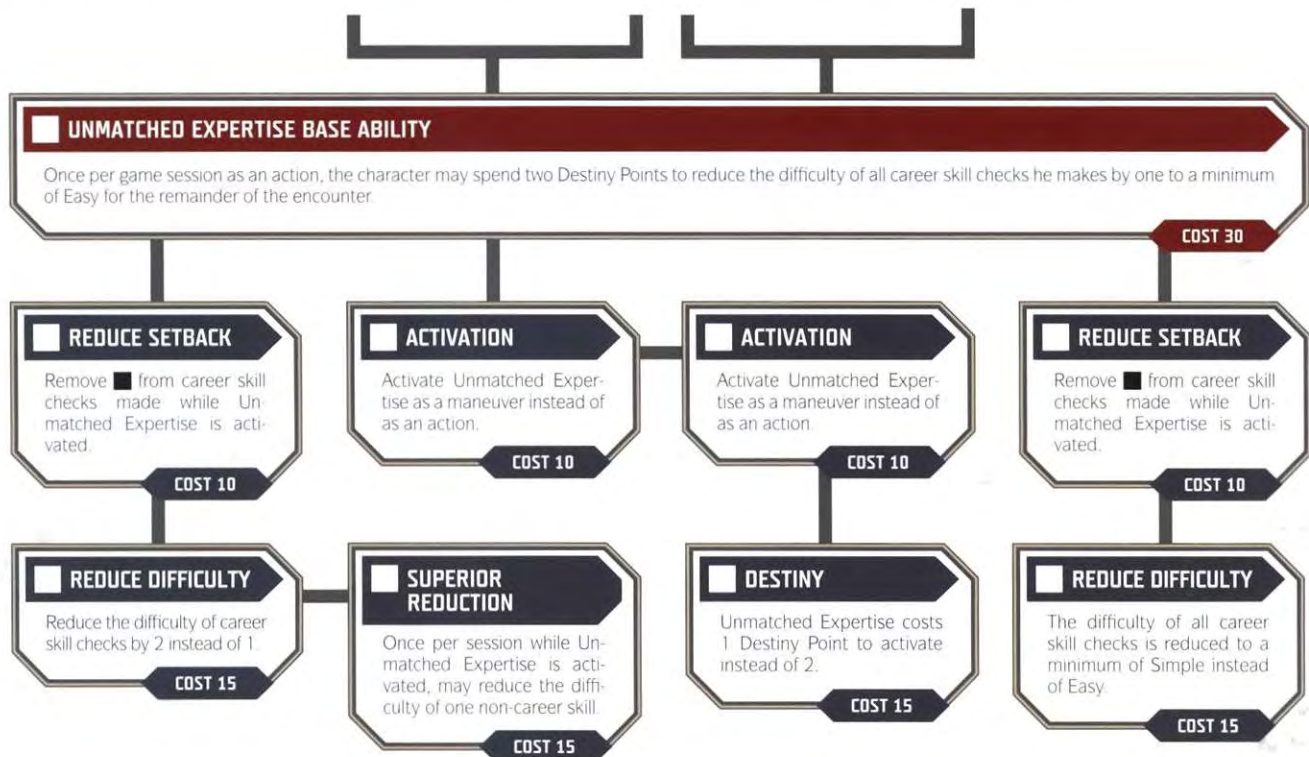 UNMATCHED EXPERTISE BASE ABILITY
Once per game session as an action, the character may spend two Destiny Points to reduce the difficulty of all career skill checks he makes by one to a minimum
of Easy for the remainder of the encounter.
COST 30
REDUCE SETBACK
Remove ■ from career skill
checks made while Un-
matched Expertise is acti-
vated.
COST 10
ACTIVATION
Activate Unmatched Exper-
tise as a maneuver instead of
as an action.
COST 10
ACTIVATION
Activate Unmatched Exper-
tise as a maneuver instead of
as an action.
COST 10
REDUCE SETBACK
Remove ■ from career skill
checks made while Un-
matched Expertise is acti-
vated.
COST 10
REDUCE DIFFICULTY
Reduce the difficulty of career
skill checks by 2 instead of 1.
COST 15
SUPERIOR
REDUCTION
Once per session while Un-
matched Expertise is acti-
vated, may reduce the diffi-
culty of one non-career skill.
COST 15
DESTINY
Unmatched Expertise costs
1 Destiny Point to activate
instead of 2.
COST 15
REDUCE DIFFICULTY
The difficulty of all career
skill checks is reduced to a
minimum of Simple instead
of Easy.
COST 15